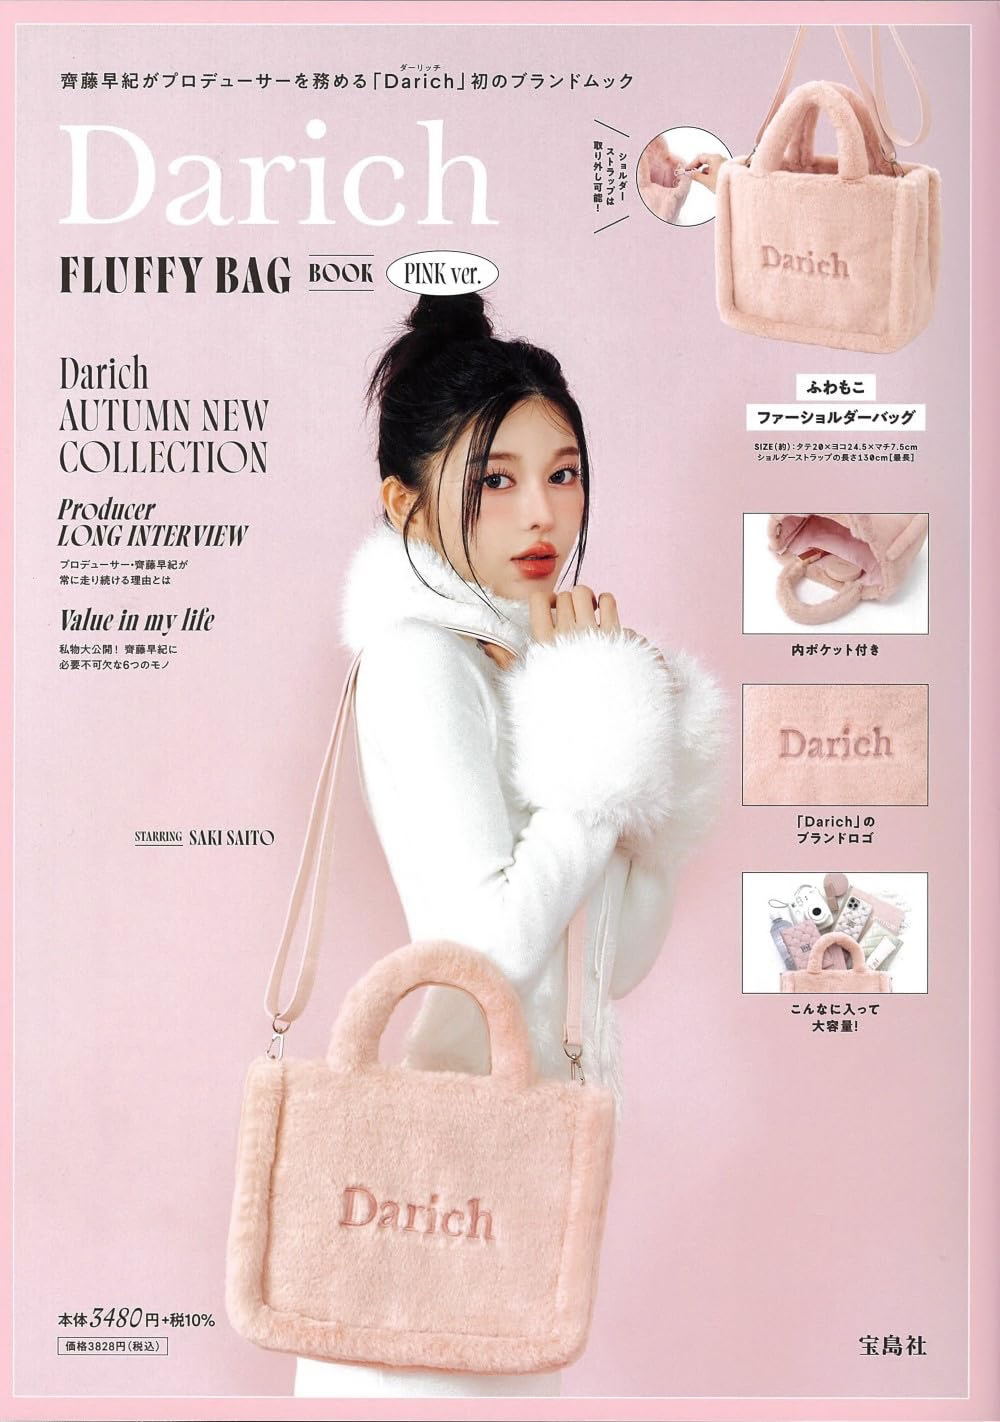 ダーリッチ
齊藤早紀がプロデューサーを務める「Darich」初のブランドムック
Darich
FLUFFY BAG BOOK PINK ver.
ショルダー
ストラップは
取り外し可能！
Darich
Darich
AUTUMN NEW
COLLECTION
Producer
LONG INTERVIEW
プロデューサー・齊藤早紀が
常に走り続ける理由とは
Value in my life
私物大公開！ 齊藤早紀に
必要不可欠な6つのモノ
STARRING SAKI SAITO
ふわもこ
ファーショルダーバッグ
SIZE（約）：タテ20×ヨコ24.5×マチ7.5cm
ショルダーストラップの長さ130cm［最長］
内ポケット付き
Darich
「Darich」の
ブランドロゴ
こんなに入って
大容量！
Darich
本体3480円+税10%
価格3828円（税込）
宝島社